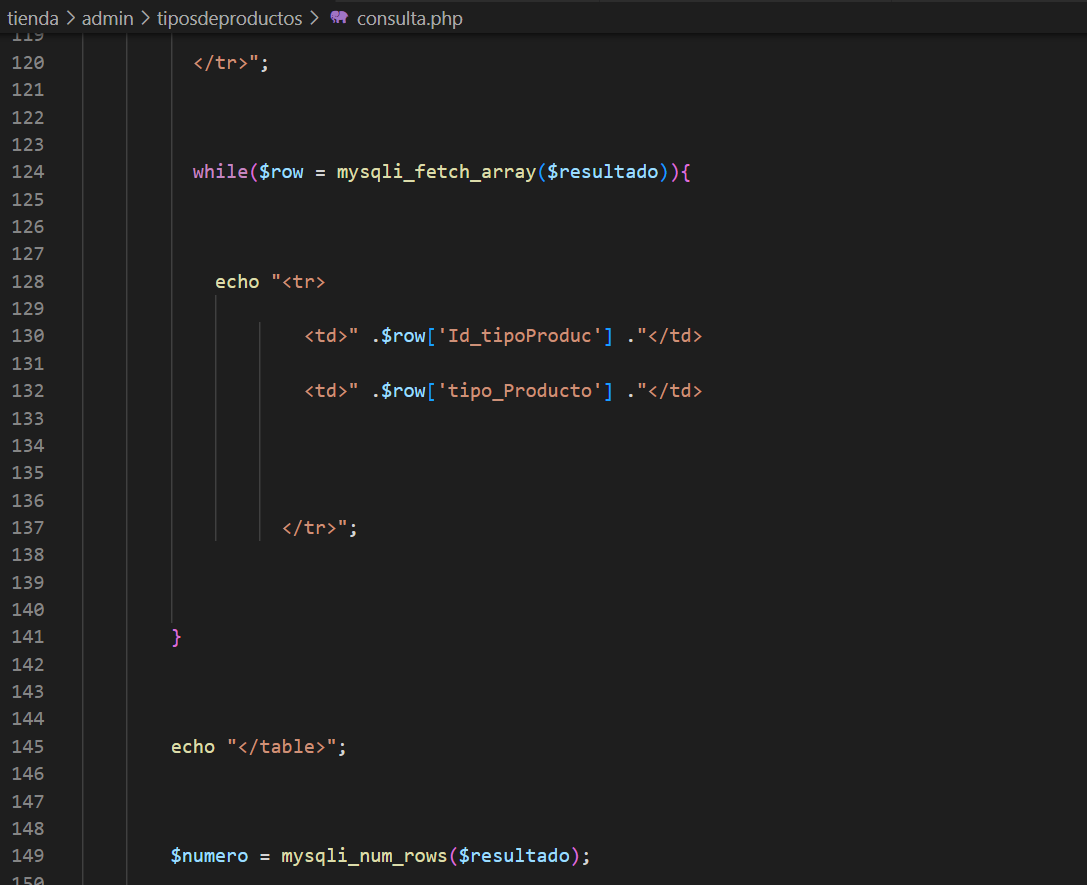 tienda > admin > tiposdeproductos > consulta.php
119
120 </tr>";
121
122
123
124 while($row = mysqli_fetch_array($resultado)){
125
126
127
128 echo "<tr>
129
130 <td>" .$row['Id_tipoProduc'] ."</td>
131
132 <td>" .$row['tipo_Producto'] ."</td>
133
134
135
136
137 </tr>";
138
139
140
141 }
142
143
144
145 echo "</table>";
146
147
148
149 $numero = mysqli_num_rows($resultado);
150